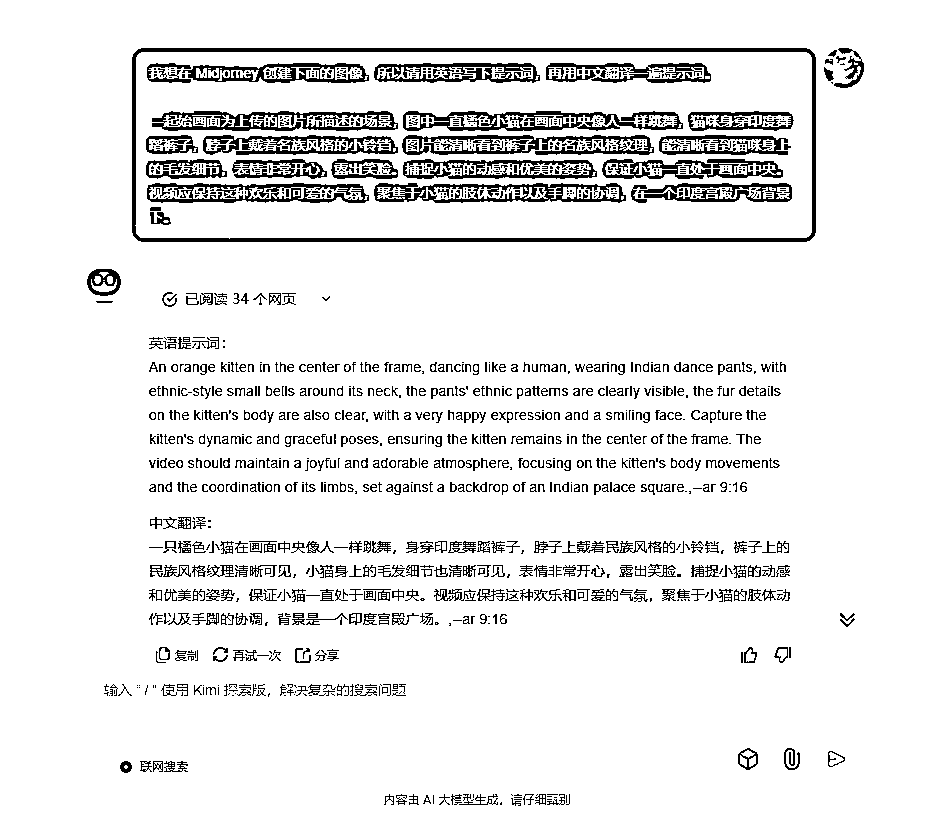 我想在 Midjorney 创建下面的图像，所以请用英语写下提示词，再用中文翻译一遍提示词。
一起始画面为上传的图片所描述的场景，图中一直橘色小猫在画面中央像人一样跳舞，猫咪身穿印度舞
蹈裤子，脖子上戴着名族风格的小铃铛，图片能清晰看到裤子上的名族风格纹理，能清晰看到猫咪身上
的毛发细节，表情非常开心，露出笑脸。捕捉小猫的动感和优美的姿势，保证小猫一直处于画面中央。
视频应保持这种欢乐和可爱的气氛，聚焦于小猫的肢体动作以及手脚的协调，在一个印度宫殿广场背景
下。
已阅读 34 个网页
英语提示词：
An orange kitten in the center of the frame, dancing like a human, wearing Indian dance pants, with
ethnic-style small bells around its neck, the pants' ethnic patterns are clearly visible, the fur details
on the kitten's body are also clear, with a very happy expression and a smiling face. Capture the
kitten's dynamic and graceful poses, ensuring the kitten remains in the center of the frame. The
video should maintain a joyful and adorable atmosphere, focusing on the kitten's body movements
and the coordination of its limbs, set against a backdrop of an Indian palace square.,--ar 9:16
中文翻译：
一只橘色小猫在画面中央像人一样跳舞，身穿印度舞蹈裤子，脖子上戴着民族风格的小铃铛，裤子上的
民族风格纹理清晰可见，小猫身上的毛发细节也清晰可见，表情非常开心，露出笑脸。捕捉小猫的动感
和优美的姿势，保证小猫一直处于画面中央。视频应保持这种欢乐和可爱的气氛，聚焦于小猫的肢体动
作以及手脚的协调，背景是一个印度宫殿广场。,--ar 9:16
复制 再试一次 分享
输入 “ / ” 使用 Kimi 探索版，解决复杂的搜索问题
联网搜索
内容由 AI 大模型生成，请仔细甄别